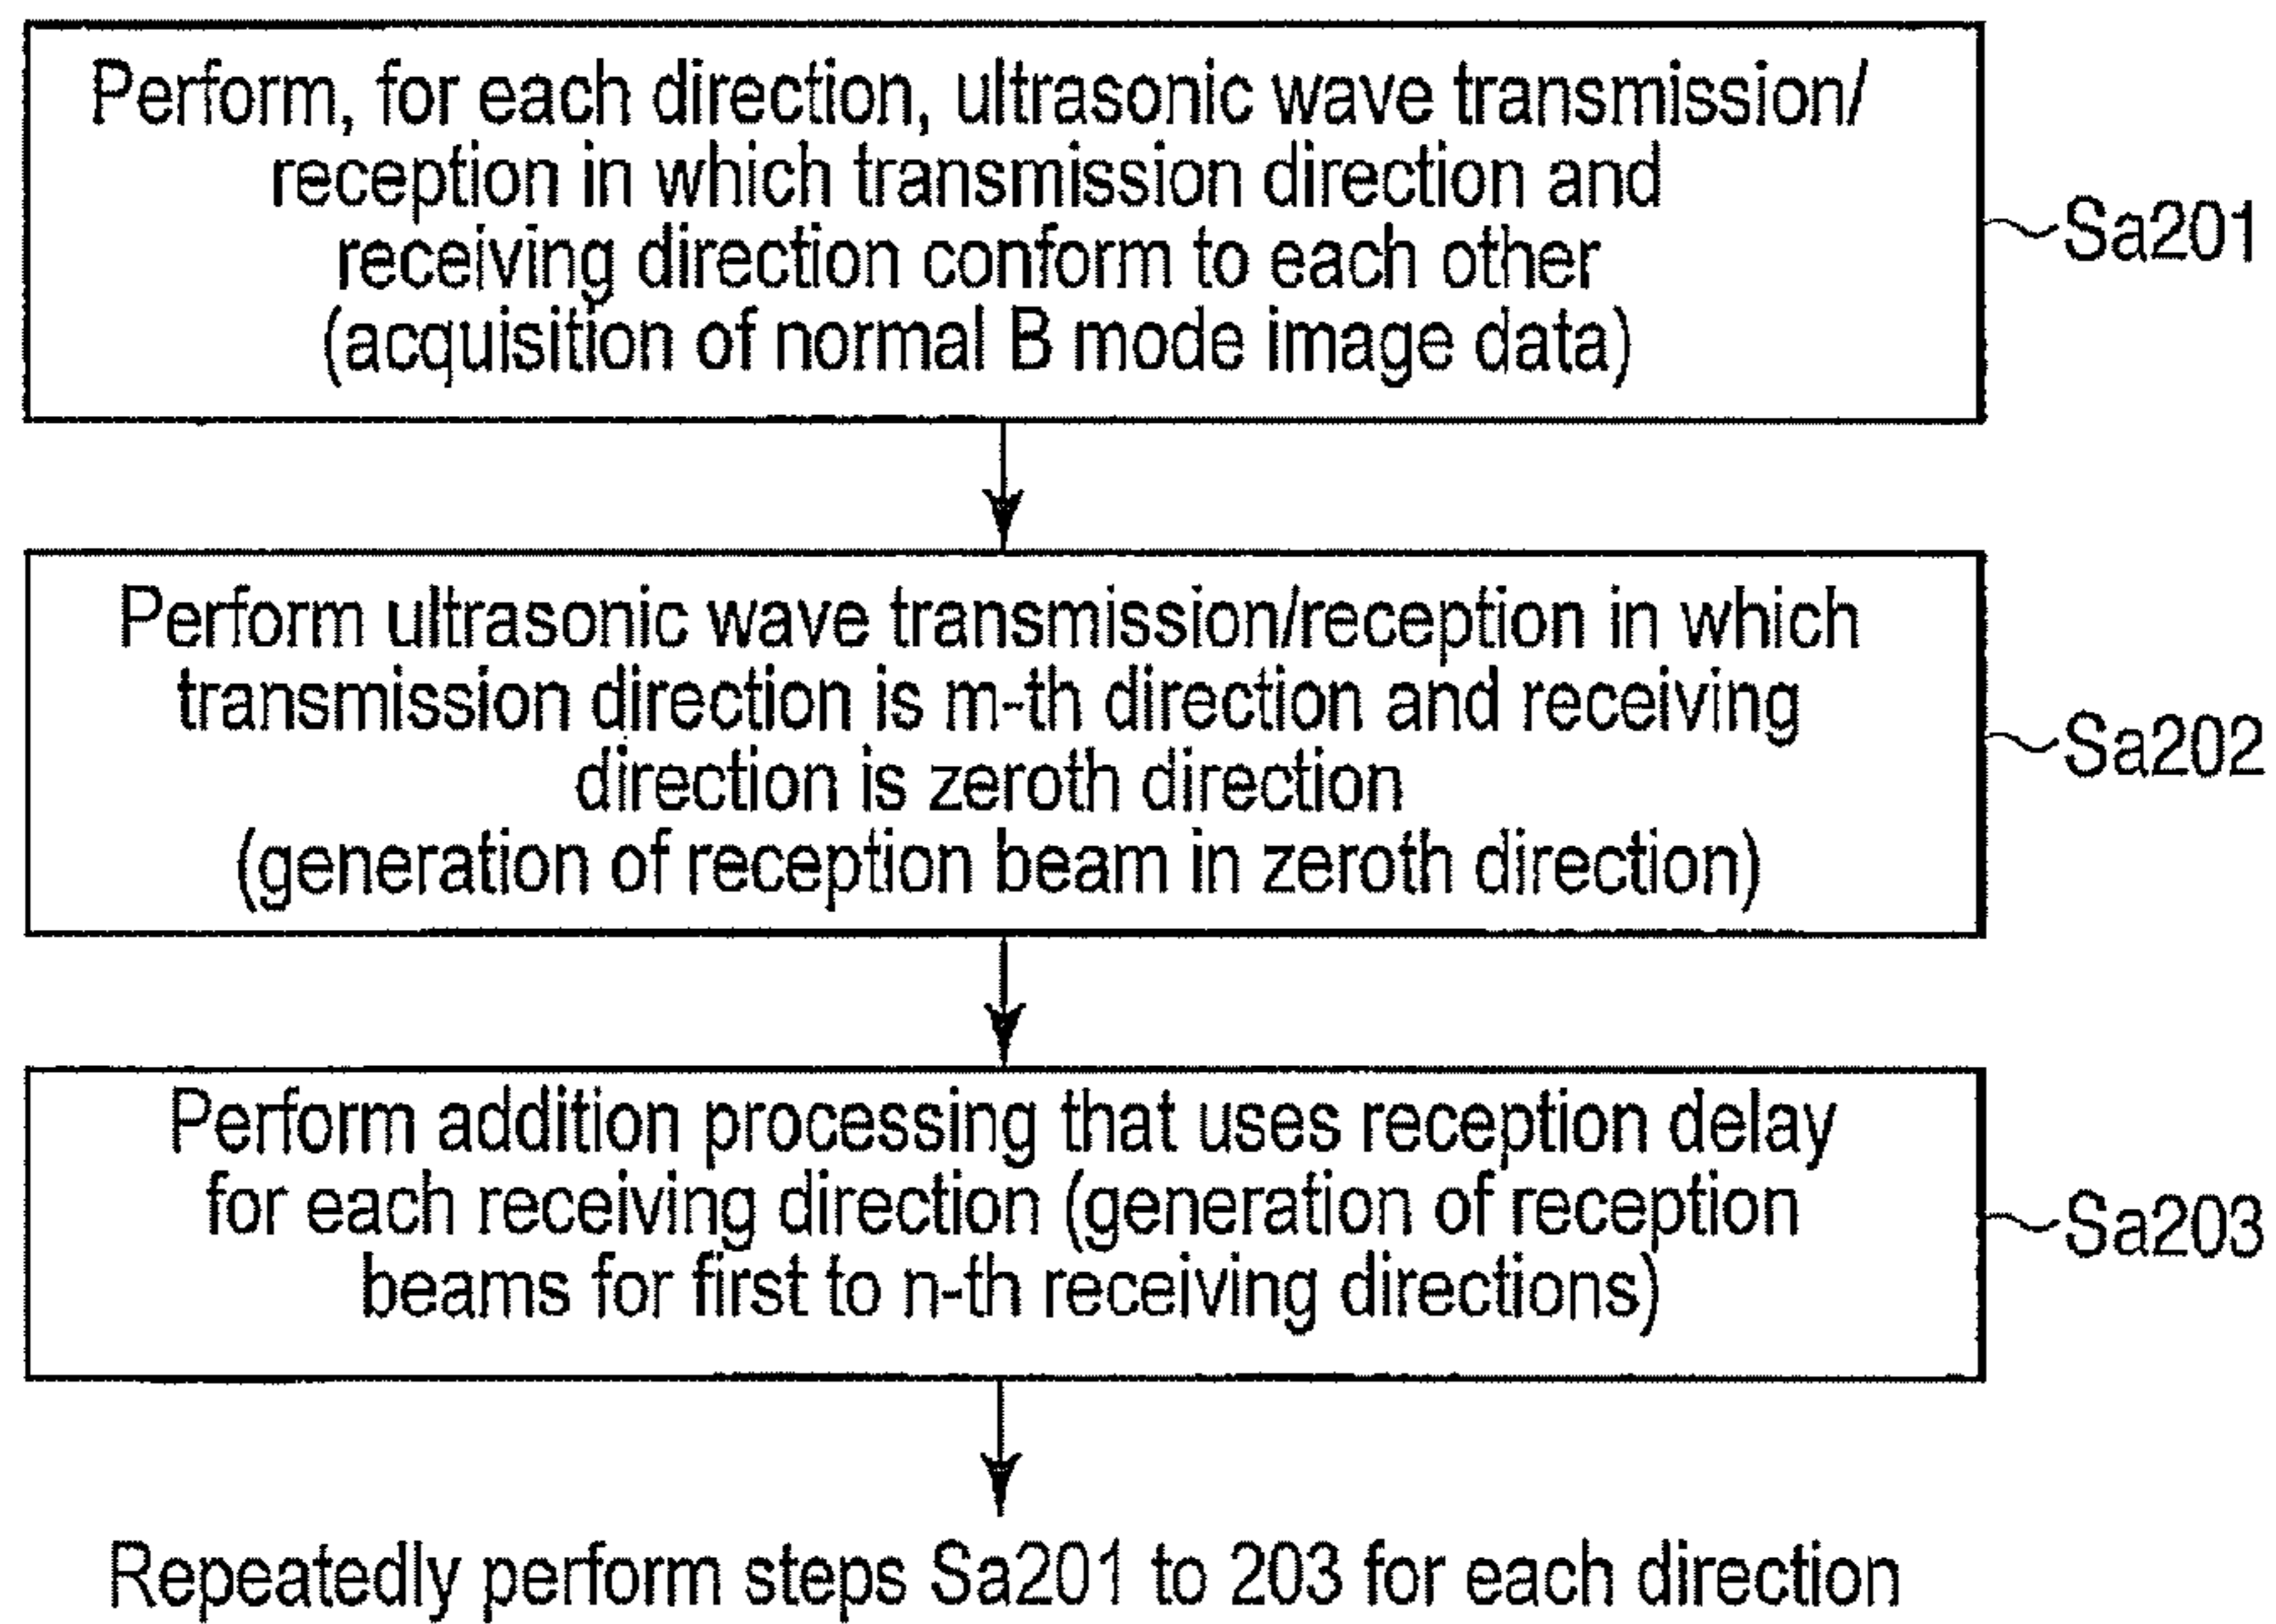 Perform, for each direction, ultrasonic wave transmission/
reception in which transmission direction and
receiving direction conform to each other
(acquisition of normal B mode image data)
Sa201
Perform ultrasonic wave transmission/reception in which
transmission direction is m-th direction and receiving
direction is zeroth direction
(generation of reception beam in zeroth direction)
Sa202
Perform addition processing that uses reception delay
for each receiving direction (generation of reception
beams for first to n-th receiving directions)
Sa203
Repeatedly perform steps Sa201 to 203 for each direction